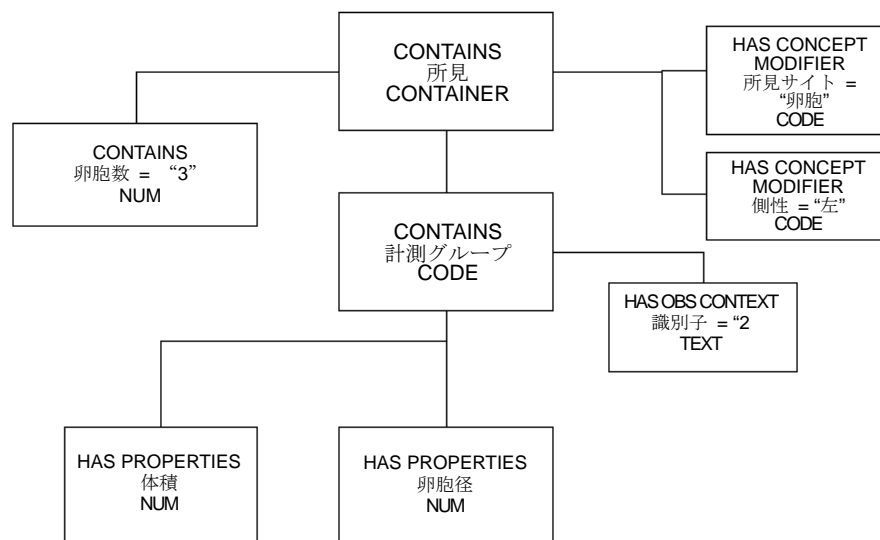 CONTAINS
所見
CONTAINER
HAS CONCEPT
MODIFIER
所見サイト =
“卵胞”
CODE
CONTAINS
卵胞数 = “3”
NUM
HAS CONCEPT
MODIFIER
側性 = “左”
CODE
CONTAINS
計測グループ
CODE
HAS OBS CONTEXT
識別子 = “2
TEXT
HAS PROPERTIES
体積
NUM
HAS PROPERTIES
卵胞径
NUM